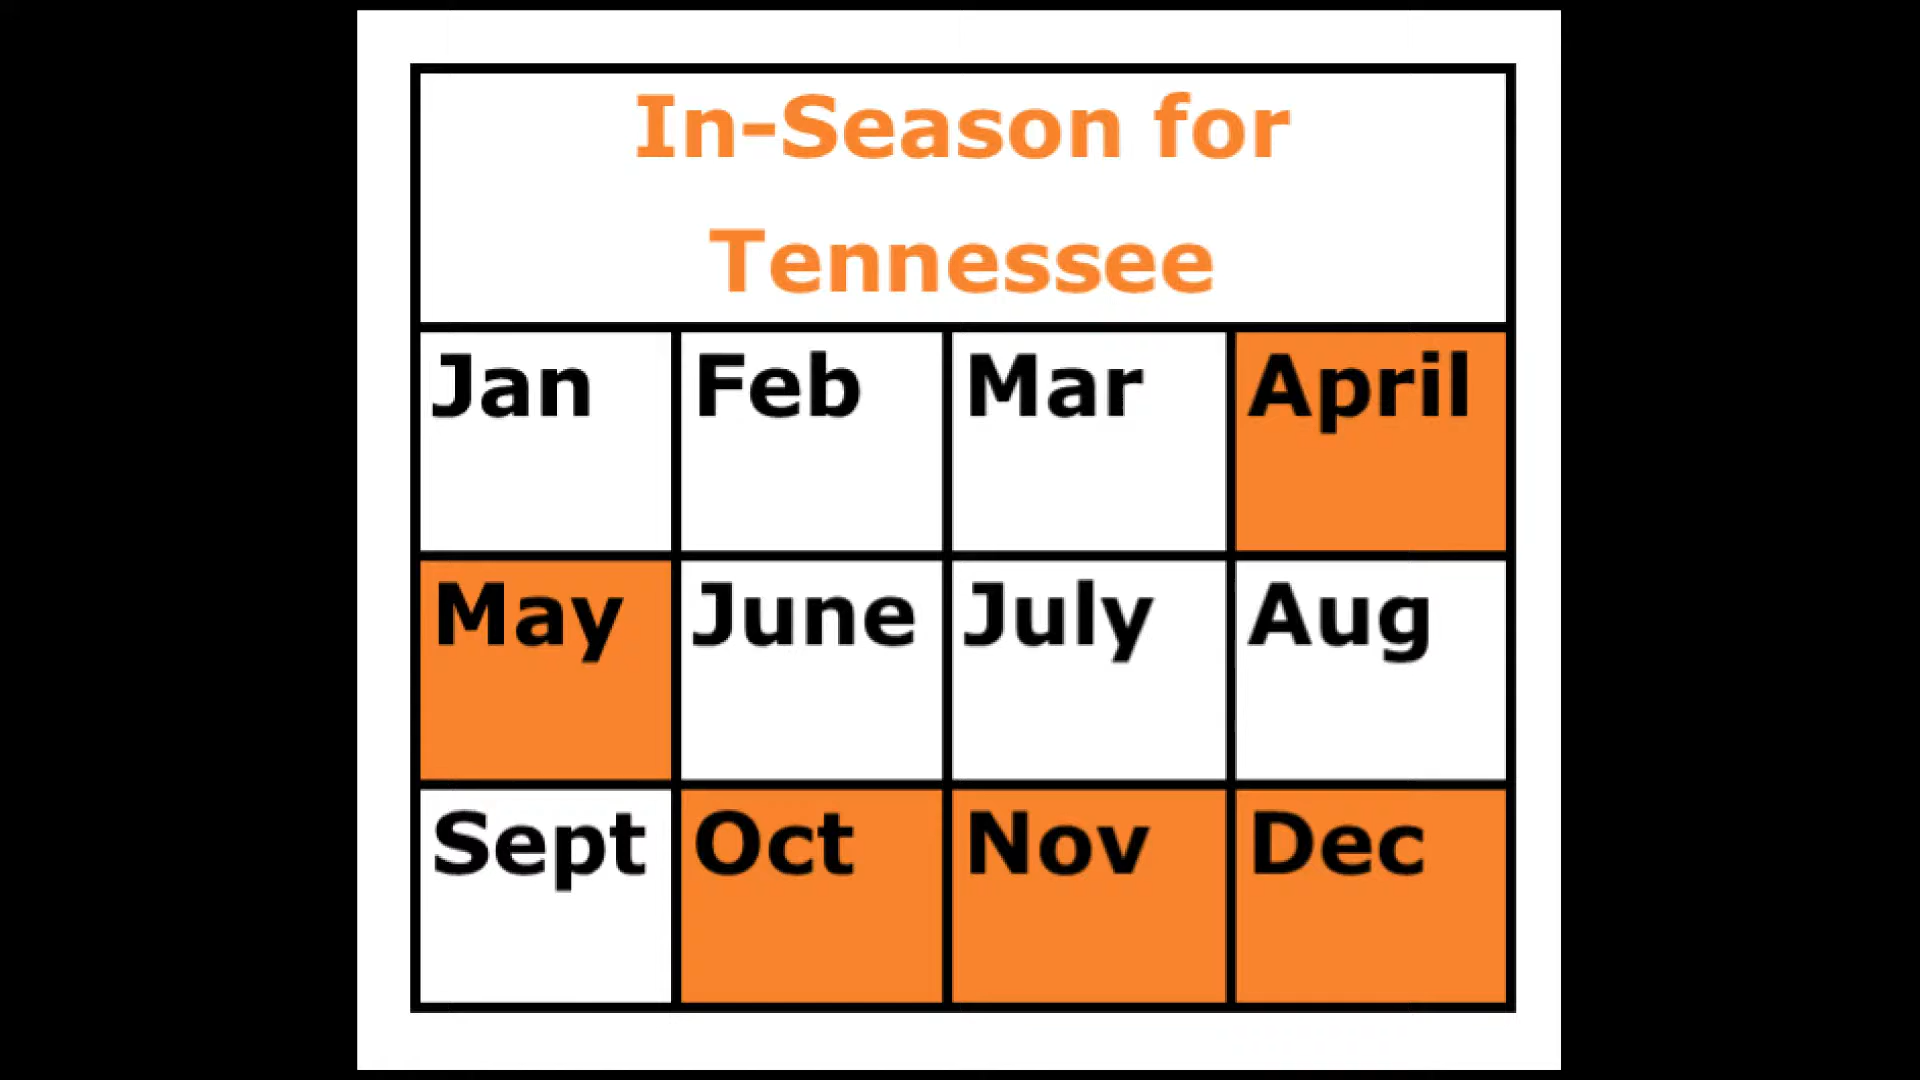 In-Season for
Tennessee
Jan Feb Mar April
May June July Aug
Sept Oct Nov Dec